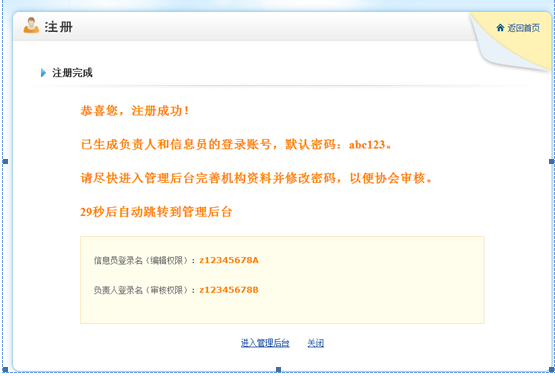 注册
返回首页
注册完成
恭喜您，注册成功！
已生成负责人和信息员的登录账号，默认密码：abc123。
请尽快进入管理后台完善机构资料并修改密码，以便协会审核。
29秒后自动跳转到管理后台
信息员登录名（编辑权限）：z12345678A
负责人登录名（审核权限）：z12345678B
进入管理后台 关闭